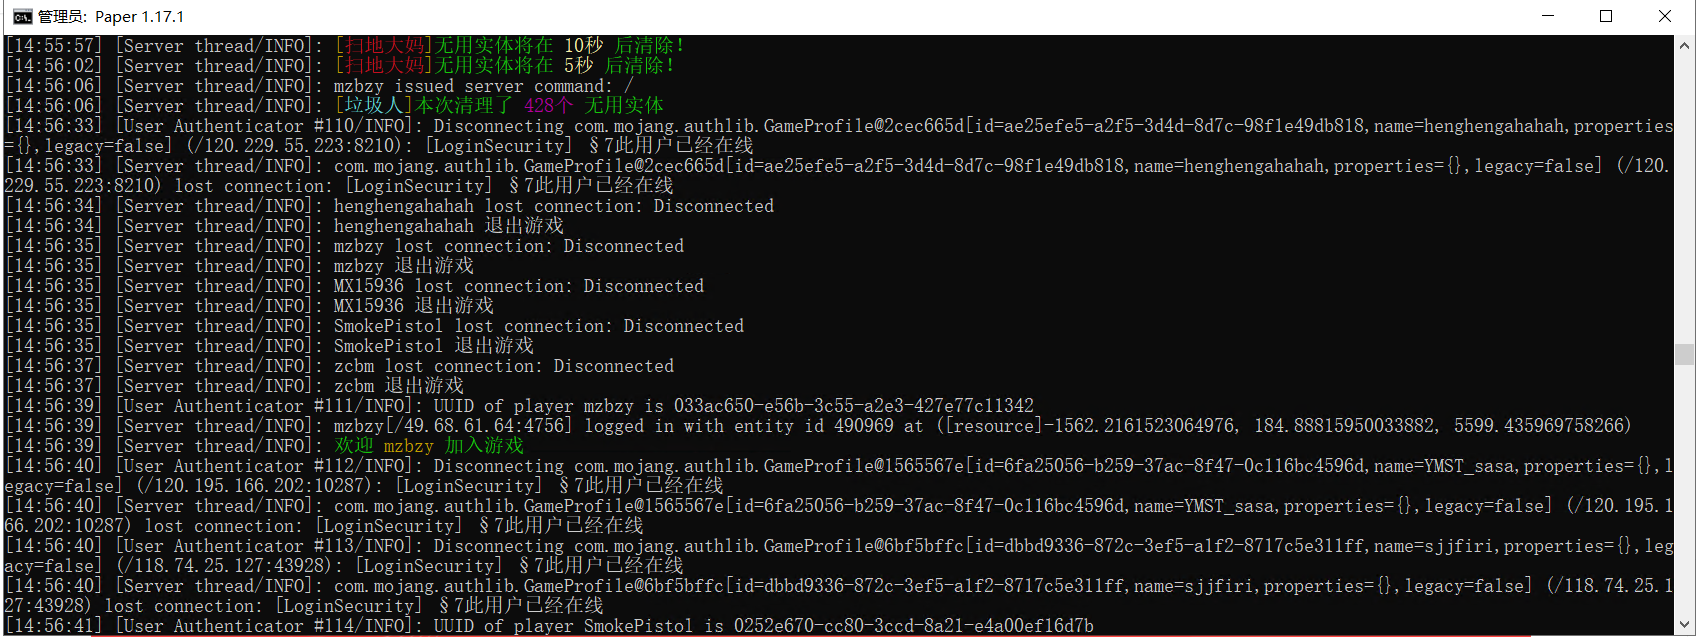 管理员: Paper 1.17.1
[14:55:57] [Server thread/INFO]: [扫地大妈]无用实体将在 10秒 后清除!
[14:56:02] [Server thread/INFO]: [扫地大妈]无用实体将在 5秒 后清除!
[14:56:06] [Server thread/INFO]: mzbzy issued server command: /
[14:56:06] [Server thread/INFO]: [垃圾人]本次清理了 428个 无用实体
[14:56:33] [User Authenticator #110/INFO]: Disconnecting com.mojang.authlib.GameProfile@2cec665d[id=ae25efe5-a2f5-3d4d-8d7c-98f1e49db818,name=henghengahahah,properties
={},legacy=false] (/120.229.55.223:8210): [LoginSecurity] §7此用户已经在线
[14:56:33] [Server thread/INFO]: com.mojang.authlib.GameProfile@2cec665d[id=ae25efe5-a2f5-3d4d-8d7c-98f1e49db818,name=henghengahahah,properties={},legacy=false] (/120.
229.55.223:8210) lost connection: [LoginSecurity] §7此用户已经在线
[14:56:34] [Server thread/INFO]: henghengahahah lost connection: Disconnected
[14:56:34] [Server thread/INFO]: henghengahahah 退出游戏
[14:56:35] [Server thread/INFO]: mzbzy lost connection: Disconnected
[14:56:35] [Server thread/INFO]: mzbzy 退出游戏
[14:56:35] [Server thread/INFO]: MX15936 lost connection: Disconnected
[14:56:35] [Server thread/INFO]: MX15936 退出游戏
[14:56:35] [Server thread/INFO]: SmokePistol lost connection: Disconnected
[14:56:35] [Server thread/INFO]: SmokePistol 退出游戏
[14:56:37] [Server thread/INFO]: zcbm lost connection: Disconnected
[14:56:37] [Server thread/INFO]: zcbm 退出游戏
[14:56:39] [User Authenticator #111/INFO]: UUID of player mzbzy is 033ac650-e56b-3c55-a2e3-427e77c11342
[14:56:39] [Server thread/INFO]: mzbzy[/49.68.61.64:4756] logged in with entity id 490969 at ([resource]-1562.2161523064976, 184.88815950033882, 5599.435969758266)
[14:56:39] [Server thread/INFO]: 欢迎 mzbzy 加入游戏
[14:56:40] [User Authenticator #112/INFO]: Disconnecting com.mojang.authlib.GameProfile@1565567e[id=6fa25056-b259-37ac-8f47-0c116bc4596d,name=YMST_sasa,properties={},l
egacy=false] (/120.195.166.202:10287): [LoginSecurity] §7此用户已经在线
[14:56:40] [Server thread/INFO]: com.mojang.authlib.GameProfile@1565567e[id=6fa25056-b259-37ac-8f47-0c116bc4596d,name=YMST_sasa,properties={},legacy=false] (/120.195.1
66.202:10287) lost connection: [LoginSecurity] §7此用户已经在线
[14:56:40] [User Authenticator #113/INFO]: Disconnecting com.mojang.authlib.GameProfile@6bf5bffc[id=dbbd9336-872c-3ef5-a1f2-8717c5e311ff,name=sjjfiri,properties={},leg
acy=false] (/118.74.25.127:43928): [LoginSecurity] §7此用户已经在线
[14:56:40] [Server thread/INFO]: com.mojang.authlib.GameProfile@6bf5bffc[id=dbbd9336-872c-3ef5-a1f2-8717c5e311ff,name=sjjfiri,properties={},legacy=false] (/118.74.25.1
27:43928) lost connection: [LoginSecurity] §7此用户已经在线
[14:56:41] [User Authenticator #114/INFO]: UUID of player SmokePistol is 0252e670-cc80-3ccd-8a21-e4a00ef16d7b